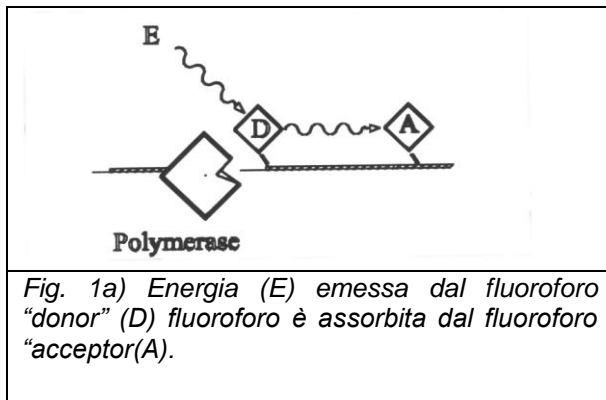 E
D
A
Polymerase
Fig. 1a) Energia (E) emessa dal fluoroforo
“donor” (D) fluoroforo è assorbita dal fluoroforo
“acceptor(A).